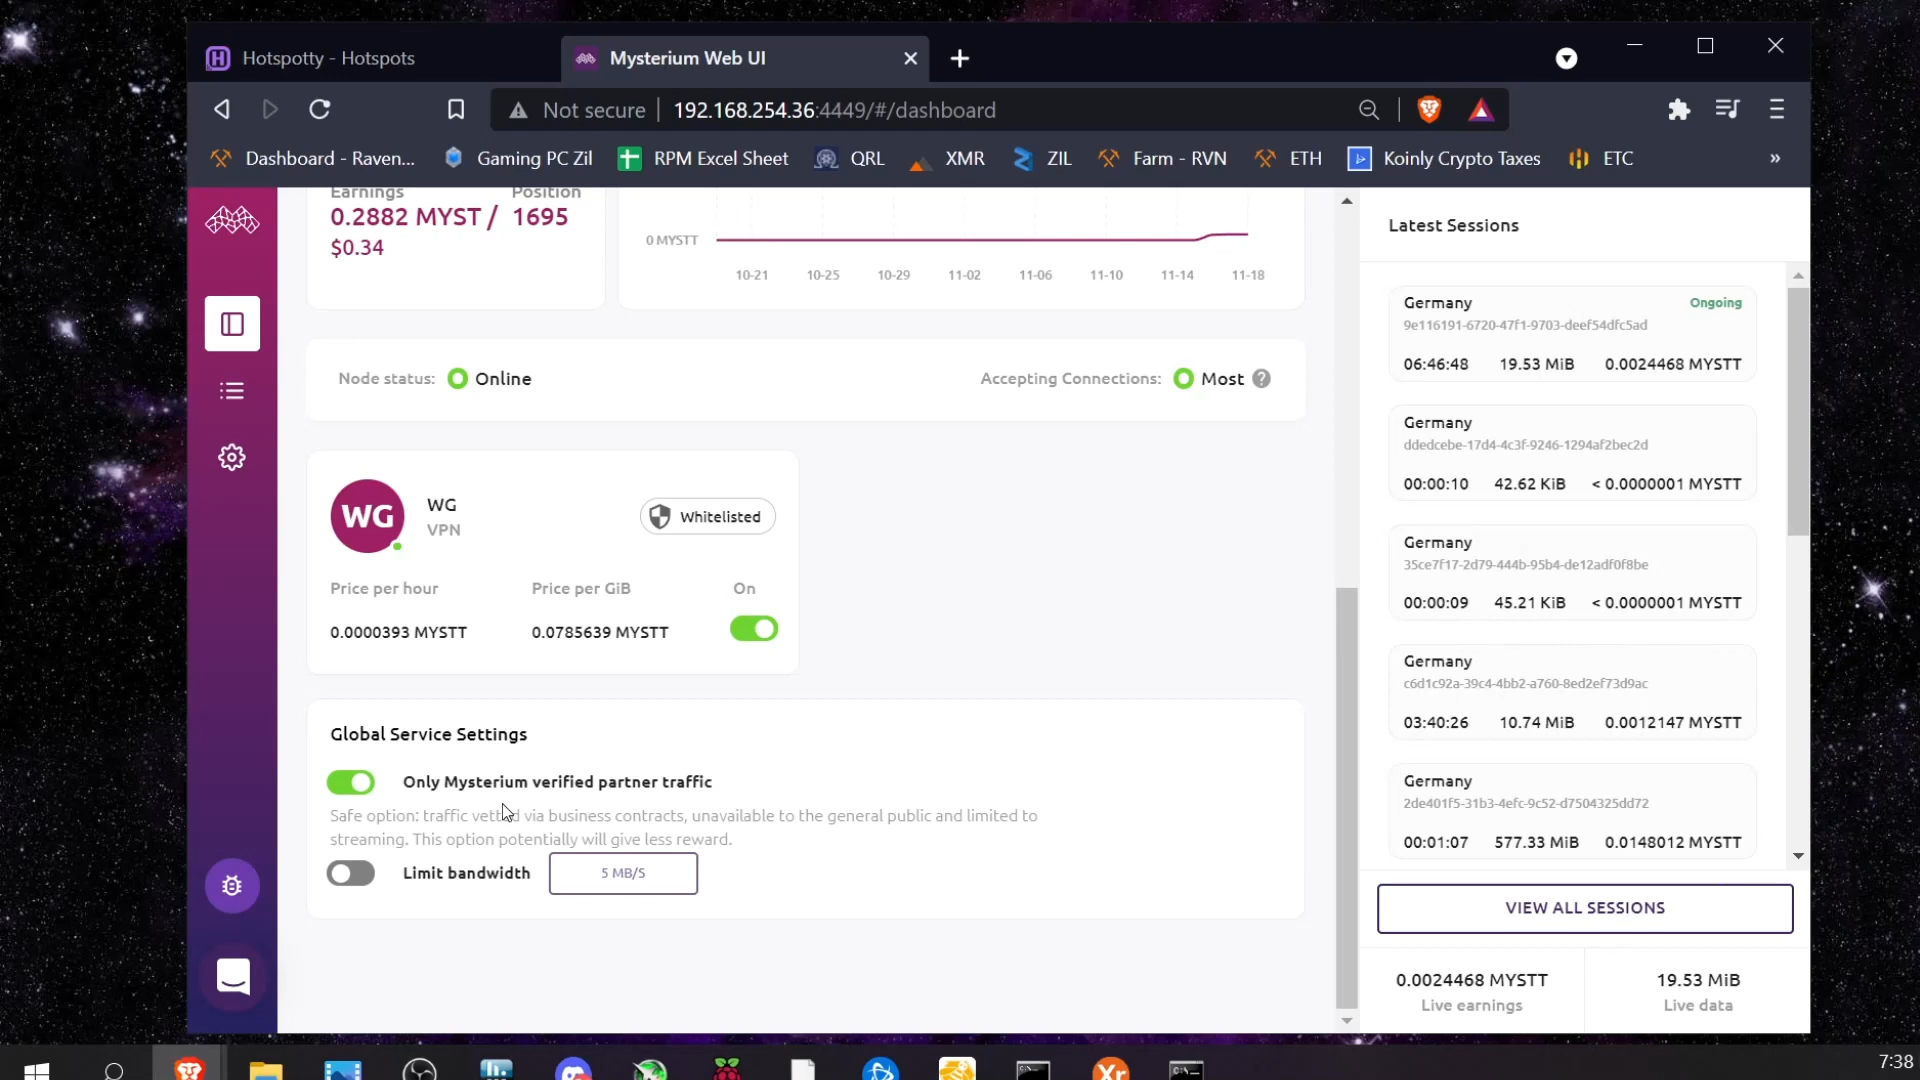 Hotspotty - Hotspots
Mysterium Web UI
Not secure | 192.168.254.36:4449/#/dashboard
Dashboard - Raven...
Gaming PC Zil
RPM Excel Sheet
QRL
XMR
ZIL
Farm - RVN
ETH
Koinly Crypto Taxes
ETC
»
Earnings
0.2882 MYST /
$0.34
Position
1695
0 MYSTT
10-21
10-25
10-29
11-02
11-06
11-10
11-14
11-18
Node status:
Online
Accepting Connections:
Most
?
WG
WG
VPN
Whitelisted
Price per hour
Price per GiB
On
0.0000393 MYSTT
0.0785639 MYSTT
Global Service Settings
Only Mysterium verified partner traffic
Safe option: traffic vetted via business contracts, unavailable to the general public and limited to
streaming. This option potentially will give less reward.
Limit bandwidth
5 MB/S
Latest Sessions
Germany
Ongoing
9e116191-6720-47f1-9703-deef54dfc5ad
06:46:48 19.53 MiB 0.0024468 MYSTT
Germany
ddedcebe-17d4-4c3f-9246-1294af2bec2d
00:00:10 42.62 KiB < 0.0000001 MYSTT
Germany
35ce7f17-2d79-444b-95b4-de12adf0f8be
00:00:09 45.21 KiB < 0.0000001 MYSTT
Germany
c6d1c92a-39c4-4bb2-a760-8ed2ef73d9ac
03:40:26 10.74 MiB 0.0012147 MYSTT
Germany
2de401f5-31b3-4efc-9c52-d7504325dd72
00:01:07 577.33 MiB 0.0148012 MYSTT
VIEW ALL SESSIONS
0.0024468 MYSTT
Live earnings
19.53 MiB
Live data
Xr
7:38